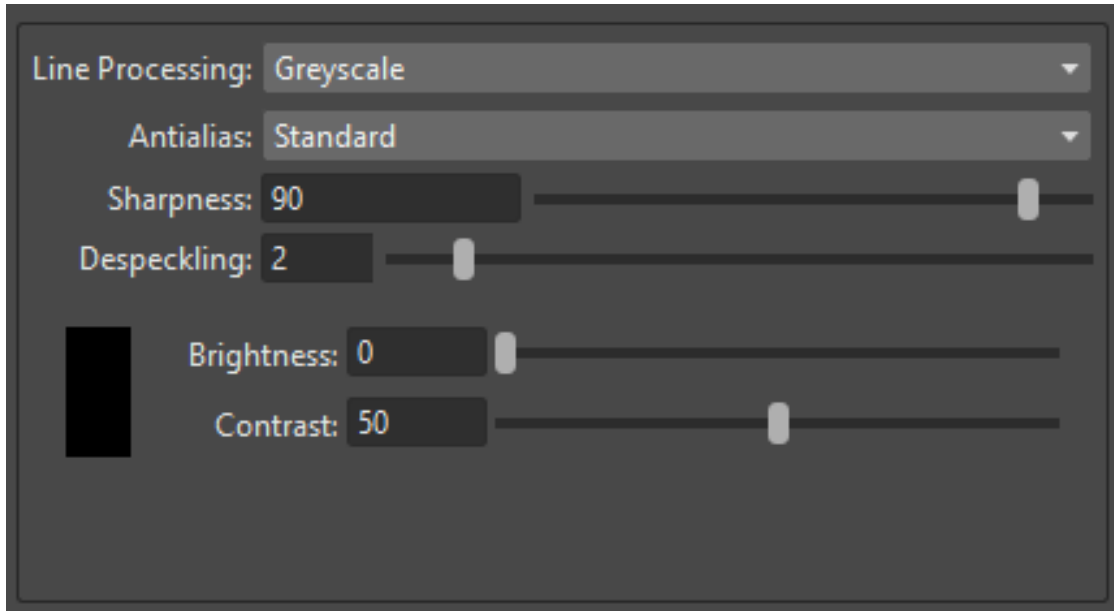 Line Processing: Greyscale
Antialias: Standard
Sharpness: 90
Despeckling: 2
Brightness: 0
Contrast: 50